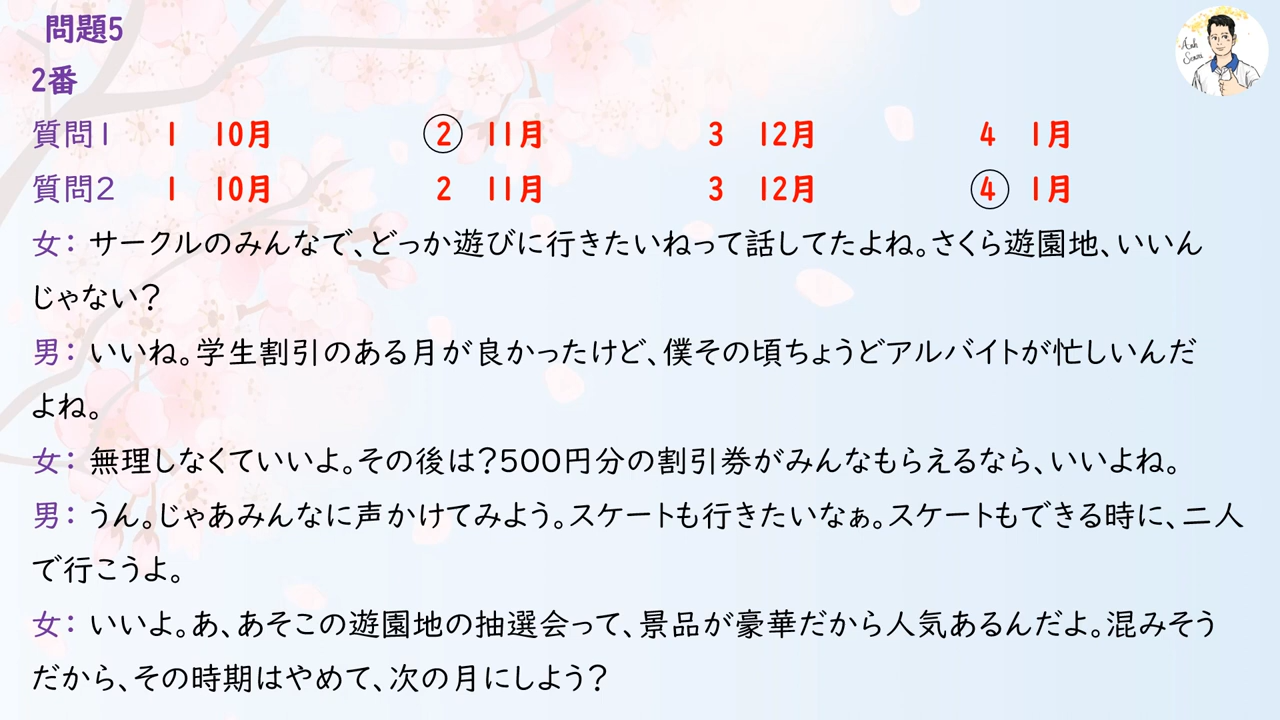 問題5
2番
質問1 1 10月 2 11月 3 12月 4 1月
質問2 1 10月 2 11月 3 12月 4 1月
女：サークルのみんなで、どっか遊びに行きたいねって話してたよね。さくら遊園地、いいん
じゃない？
男：いいね。学生割引のある月が良かったけど、僕その頃ちょうどアルバイトが忙しいんだ
よね。
女：無理しなくていいよ。その後は？500円分の割引券がみんなもらえるなら、いいよね。
男：うん。じゃあみんなに声かけてみよう。スケートも行きたいなぁ。スケートもできる時に、二人
で行こうよ。
女：いいよ。あ、あそこの遊園地の抽選会って、景品が豪華だから人気あるんだよ。混みそう
だから、その時期はやめて、次の月にしよう？